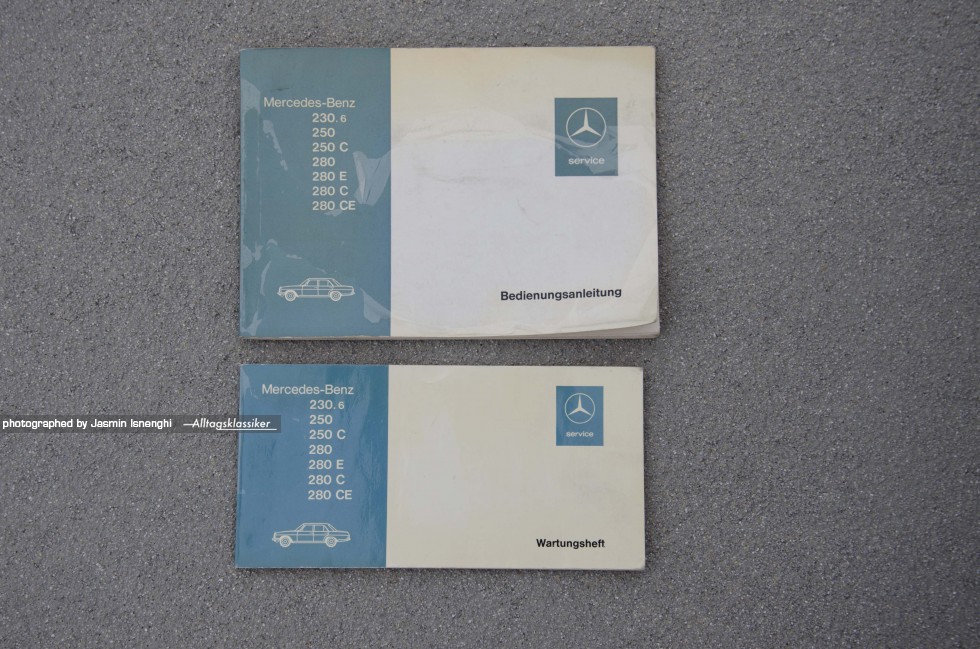 Mercedes-Benz
230.6
250
250 C
280
280 E
280 C
280 CE
service
Bedienungsanleitung
Mercedes-Benz
230.6
250
250 C
280
280 E
280 C
280 CE
service
Wartungsheft
photographed by Jasmin Isnenghi —Alltagsklassiker